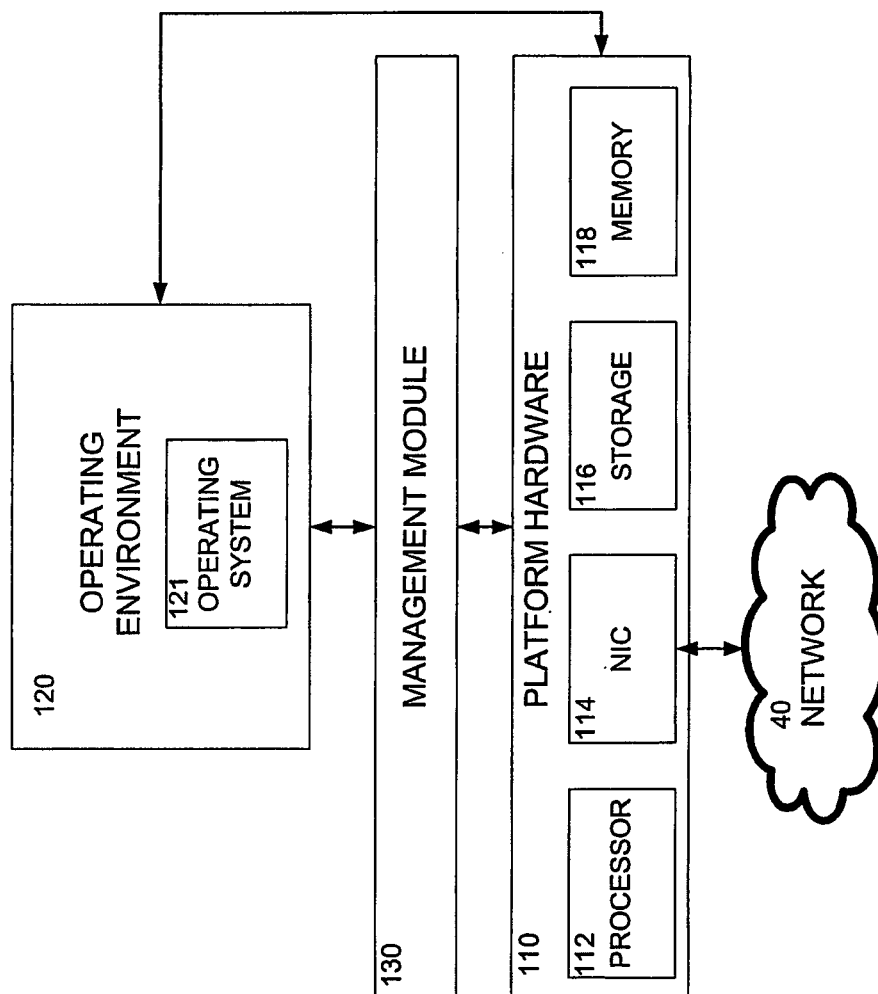 120
OPERATING
ENVIRONMENT
121
OPERATING
SYSTEM
130
MANAGEMENT MODULE
110
PLATFORM HARDWARE
112
PROCESSOR
114
NIC
116
STORAGE
118
MEMORY
40
NETWORK